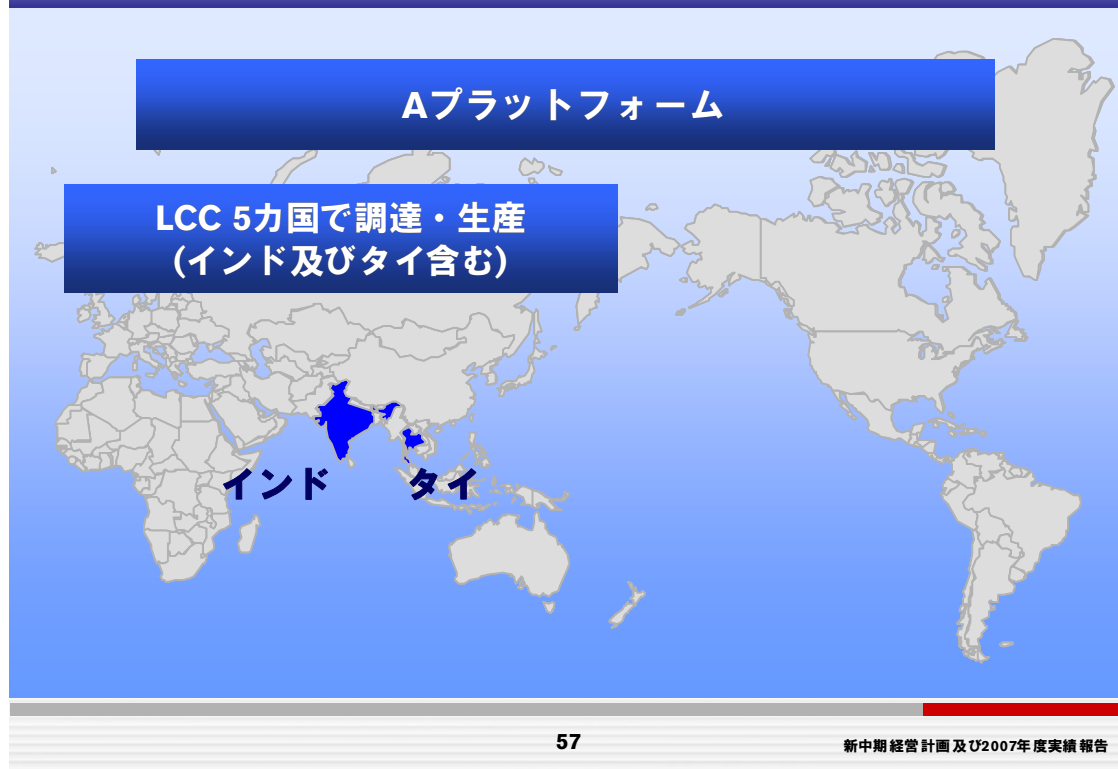 Aプラットフォーム
LCC 5カ国で調達・生産
(インド及びタイ含む)
インド
タイ
57
新中期経営計画及び2007年度実績報告